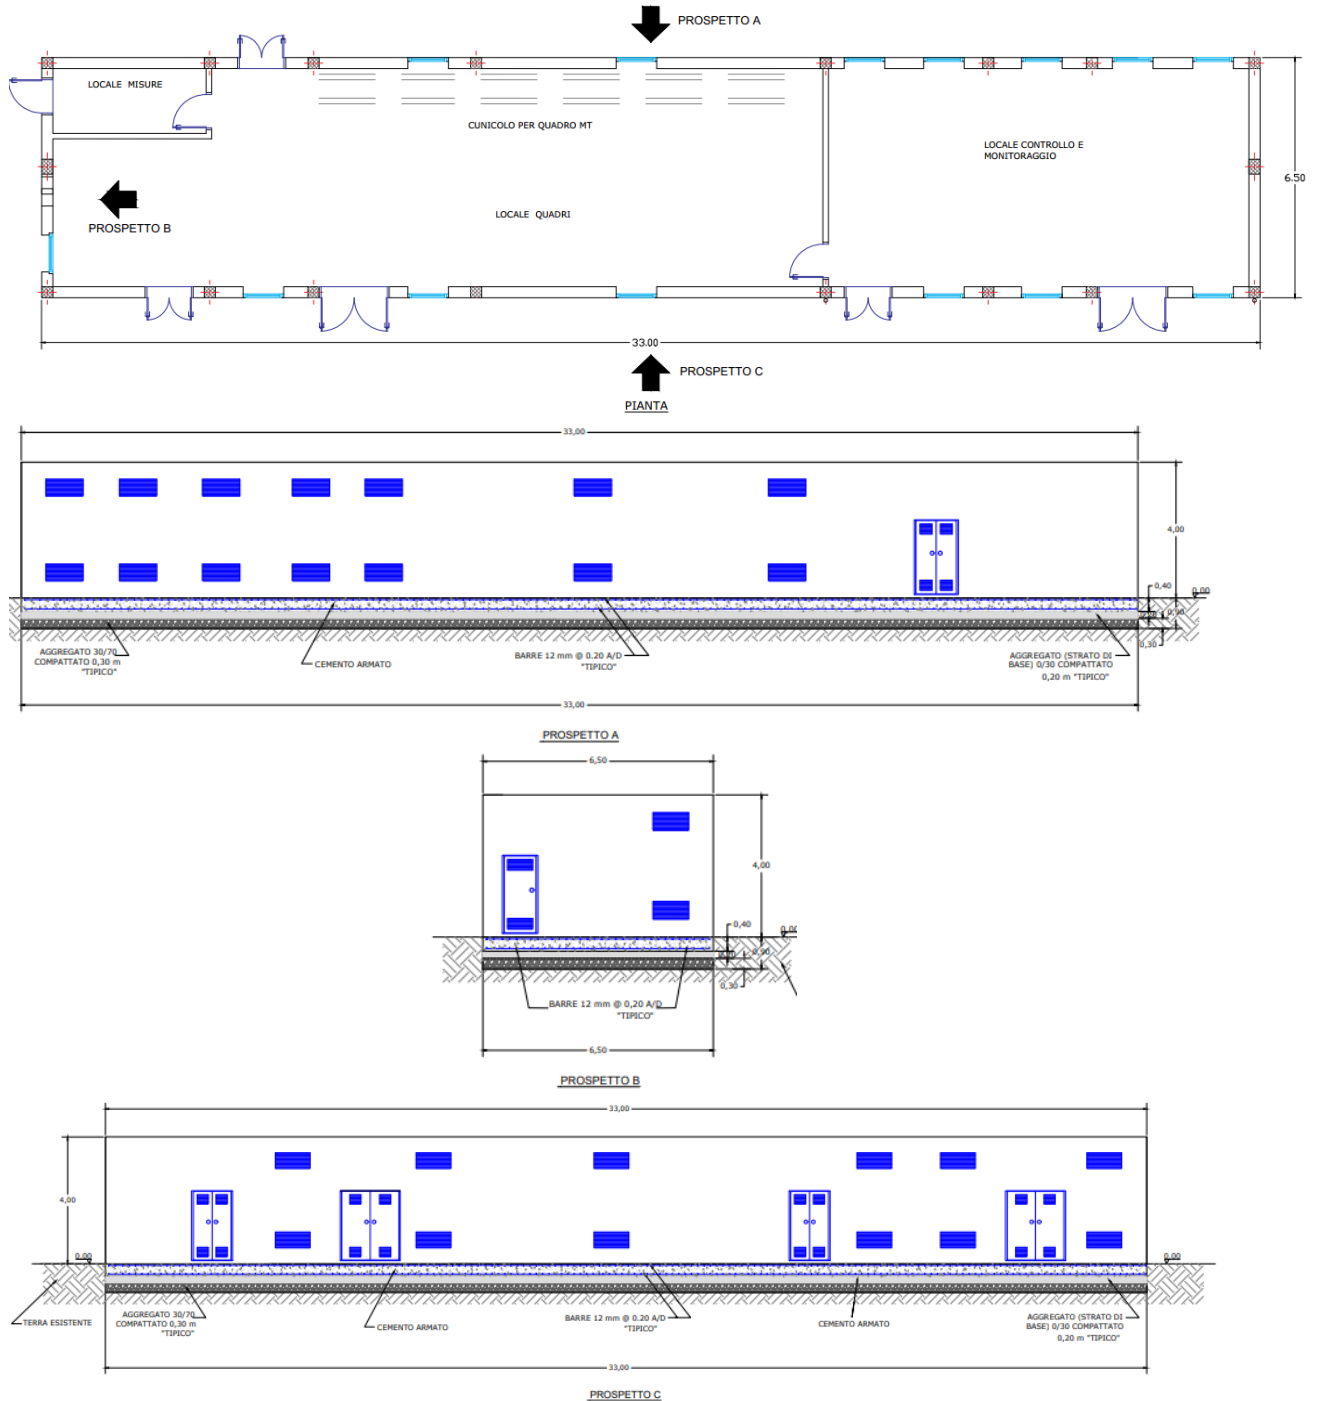 PROSPETTO A
LOCALE MISURE
CUNICOLO PER QUADRO MT
LOCALE CONTROLLO E
MONITORAGGIO
6.50
PROSPETTO B
LOCALE QUADRI
33.00
PROSPETTO C
PIANTA
33,00
4,00
0,40
0,00
0,90
0,30
AGGREGATO 30/70
COMPATTATO 0,30 m
"TIPICO"
CEMENTO ARMATO
BARRE 12 mm @ 0.20 A/D
"TIPICO"
AGGREGATO (STRATO DI
BASE) 0/30 COMPATTATO
0,20 m "TIPICO"
33,00
PROSPETTO A
6,50
4,00
0,40
0,00
0,90
0,30
BARRE 12 mm @ 0,20 A/D
"TIPICO"
6,50
PROSPETTO B
33,00
4,00
0,00
0,00
TERRA ESISTENTE
AGGREGATO 30/70
COMPATTATO 0,30 m
"TIPICO"
CEMENTO ARMATO
BARRE 12 mm @ 0.20 A/D
"TIPICO"
CEMENTO ARMATO
AGGREGATO (STRATO DI
BASE) 0/30 COMPATTATO
0,20 m "TIPICO"
33,00
PROSPETTO C